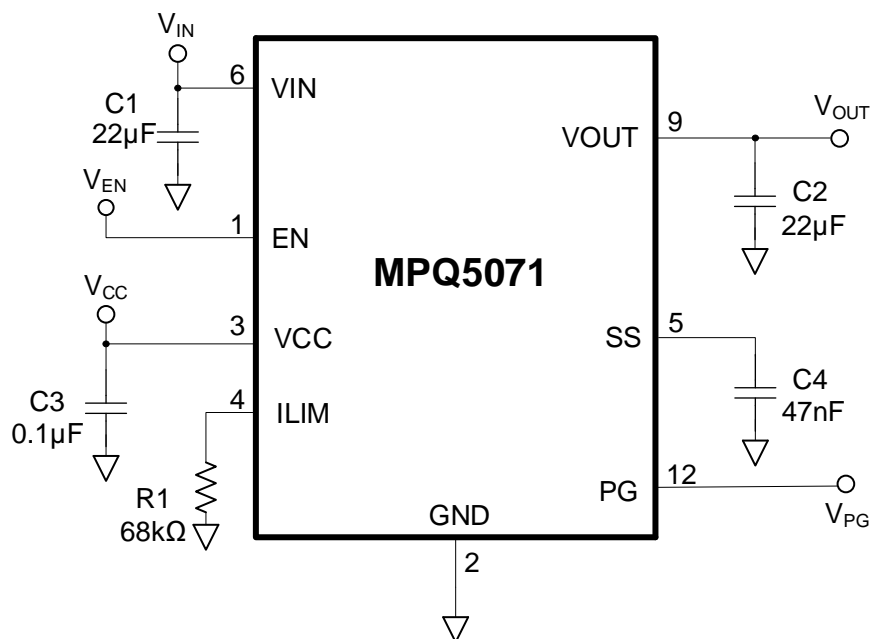 VIN
6
VIN
C1
22µF
9
VOUT
VOUT
C2
22µF
VEN
1
EN
MPQ5071
VCC
3
VCC
5
SS
C3
0.1µF
4
ILIM
C4
47nF
R1
68kΩ
12
PG
VPG
GND
2